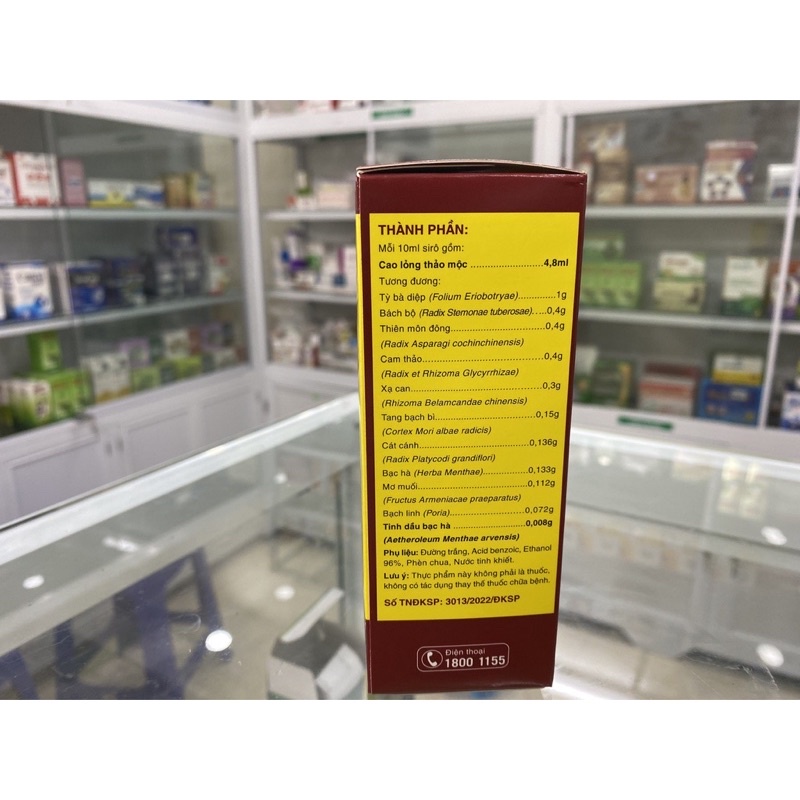 THÀNH PHẦN:
Mỗi 10ml sirô gồm:
Cao lỏng thảo mộc ........................4,8ml
Tương đương:
Tỳ bà diệp (Folium Eriobotryae)............1g
Bách bộ (Radix Stemonae tuberosae)....0,4g
Thiên môn đông.................................0,4g
(Radix Asparagi cochinchinensis)
Cam thảo..........................................0,4g
(Radix et Rhizoma Glycyrrhizae)
Xạ can..............................................0,3g
(Rhizoma Belamcandae chinensis)
Tang bạch bì....................................0,15g
(Cortex Mori albae radicis)
Cát cánh.........................................0,136g
(Radix Platycodi grandiflori)
Bạc hà (Herba Menthae)..................0,133g
Mơ muối..........................................0,112g
(Fructus Armeniacae praeparatus)
Bạch linh (Poria)..............................0,072g
Tinh dầu bạc hà ..............................0,008g
(Aetheroleum Menthae arvensis)
Phụ liệu: Đường trắng, Acid benzoic, Ethanol
96%, Phèn chua, Nước tinh khiết.
Lưu ý: Thực phẩm này không phải là thuốc,
không có tác dụng thay thế thuốc chữa bệnh.
Số TNĐKSP: 3013/2022/ĐKSP
Điện thoại
1800 1155